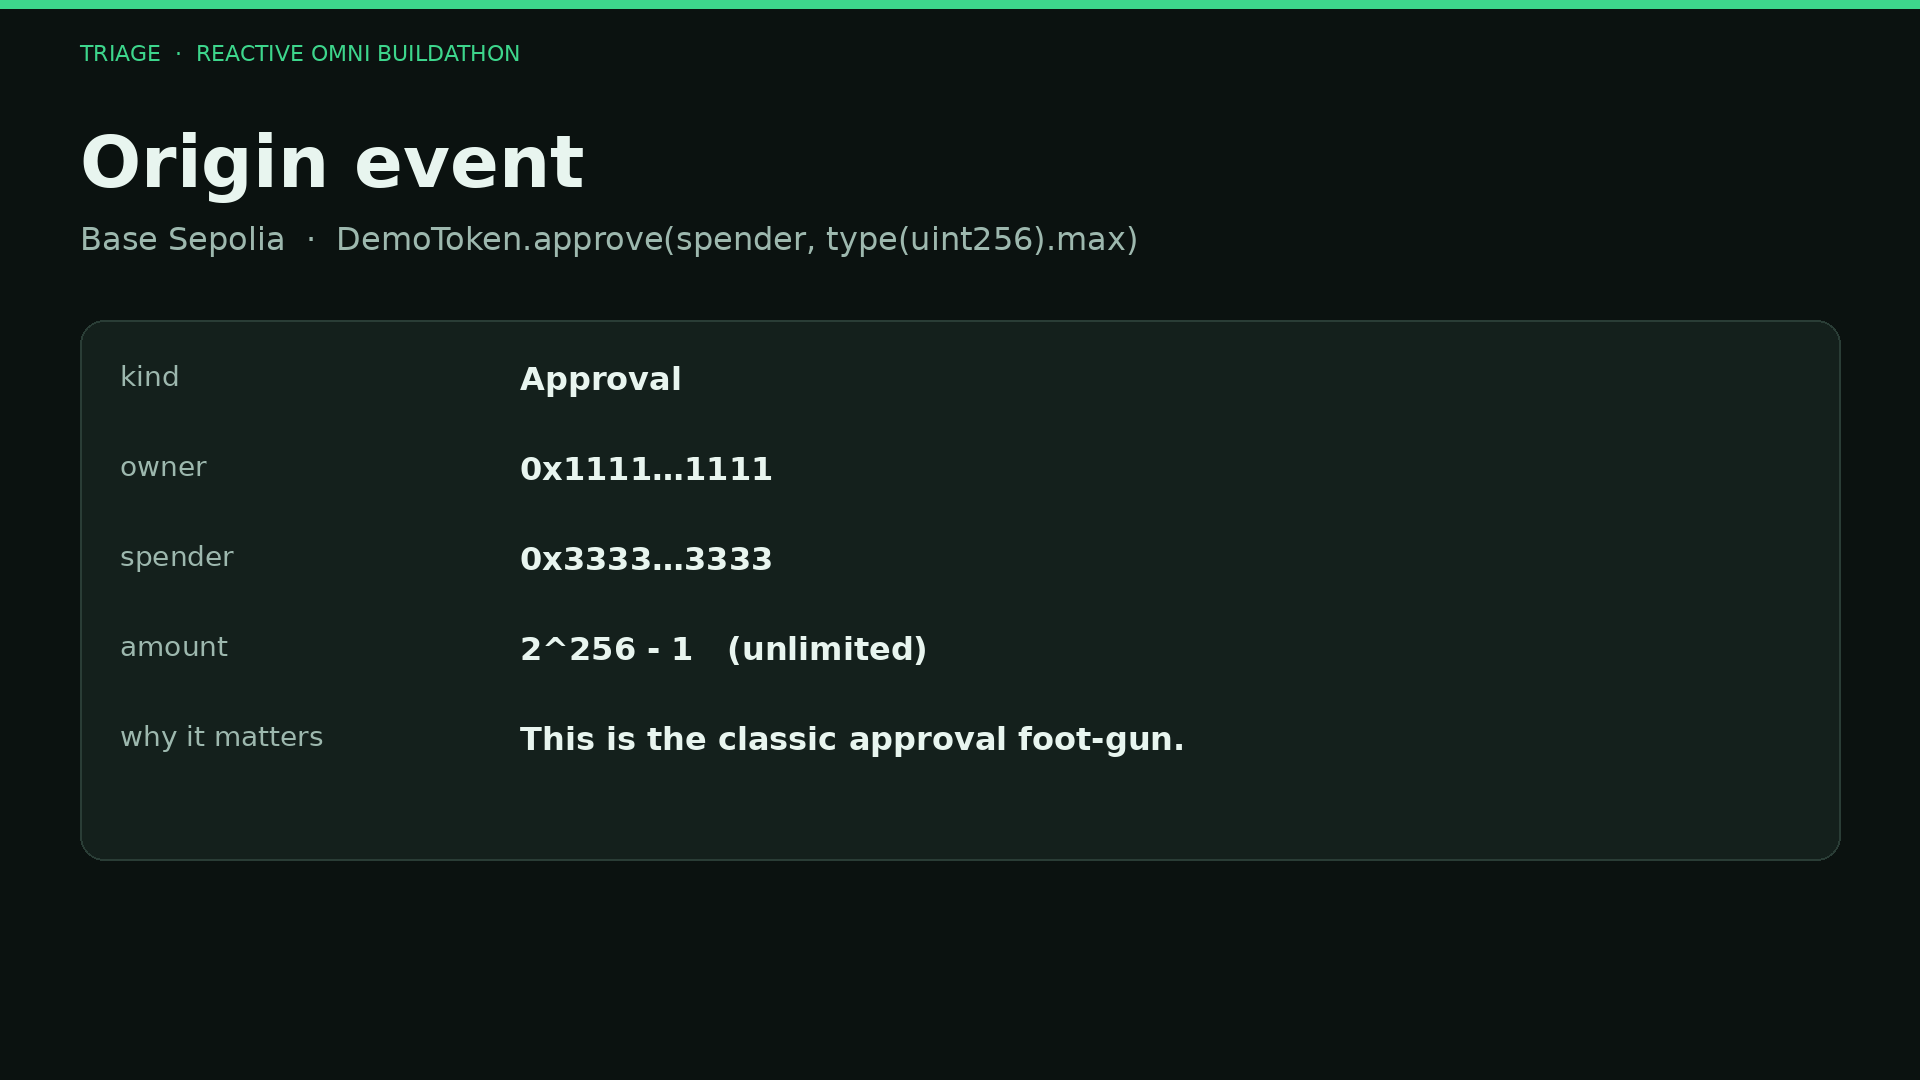 TRIAGE · REACTIVE OMNI BUILDATHON
Origin event
Base Sepolia · DemoToken.approve(spender, type(uint256).max)
kind Approval
owner 0x1111…1111
spender 0x3333…3333
amount 2^256 - 1 (unlimited)
why it matters This is the classic approval foot-gun.